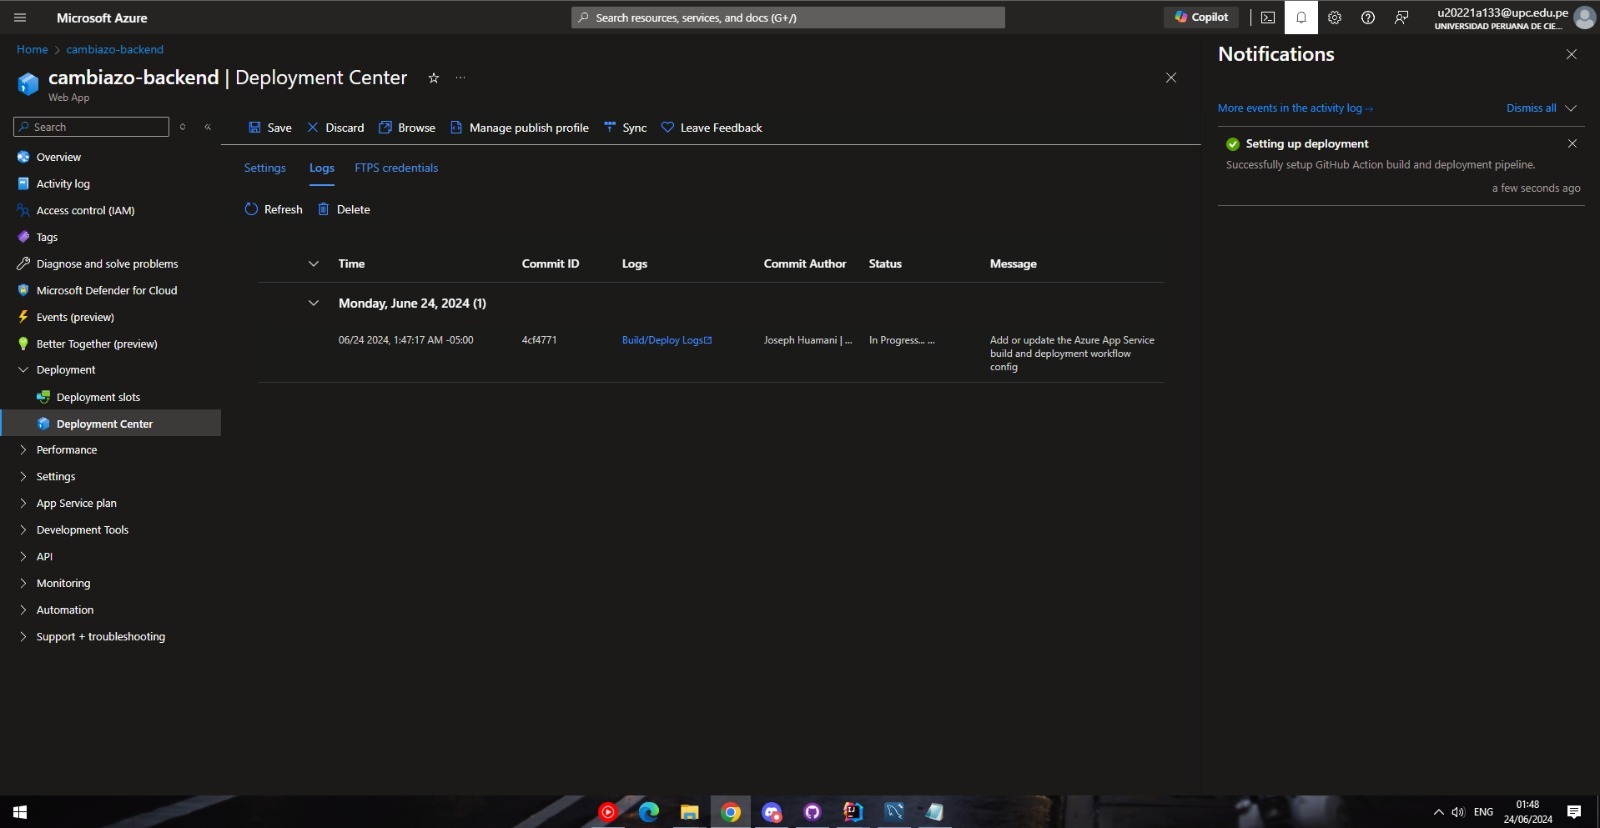 Microsoft Azure
Search resources, services, and docs (G+/)
Copilot
u20221a133@upc.edu.pe
UNIVERSIDAD PERUANA DE CIE...
Home > cambiazo-backend
cambiazo-backend | Deployment Center
Web App
Search
Overview
Activity log
Access control (IAM)
Tags
Diagnose and solve problems
Microsoft Defender for Cloud
Events (preview)
Better Together (preview)
Deployment
Deployment slots
Deployment Center
Performance
Settings
App Service plan
Development Tools
API
Monitoring
Automation
Support + troubleshooting
Save Discard Browse Manage publish profile Sync Leave Feedback
Settings Logs FTPS credentials
Refresh Delete
Time Commit ID Logs Commit Author Status Message
Monday, June 24, 2024 (1)
06/24 2024, 1:47:17 AM -05:00 4cf4771 Build/Deploy Logs Joseph Huamani | ... In Progress... ... Add or update the Azure App Service
build and deployment workflow
config
Notifications
More events in the activity log → Dismiss all
Setting up deployment
Successfully setup GitHub Action build and deployment pipeline.
a few seconds ago
ENG
01:48
24/06/2024